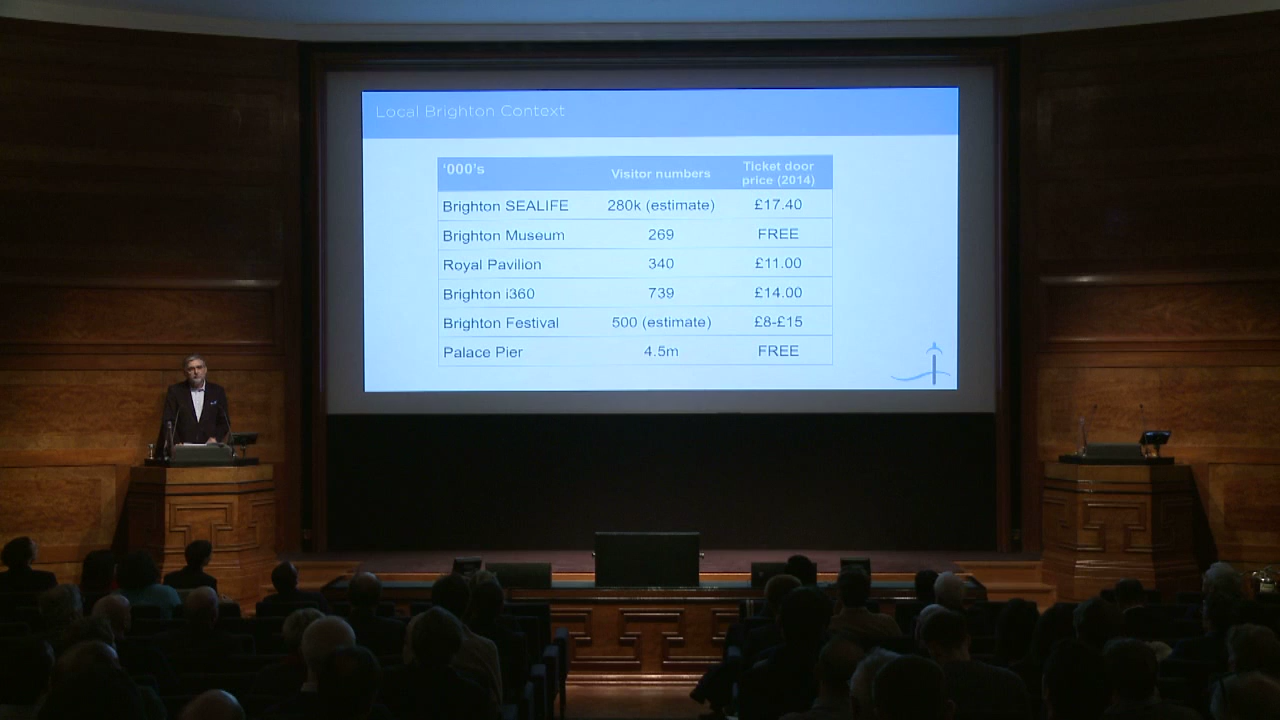 Local Brighton Context
'000's Visitor numbers Ticket door price (2014)
Brighton SEALIFE 280k (estimate) £17.40
Brighton Museum 269 FREE
Royal Pavilion 340 £11.00
Brighton i360 739 £14.00
Brighton Festival 500 (estimate) £8-£15
Palace Pier 4.5m FREE